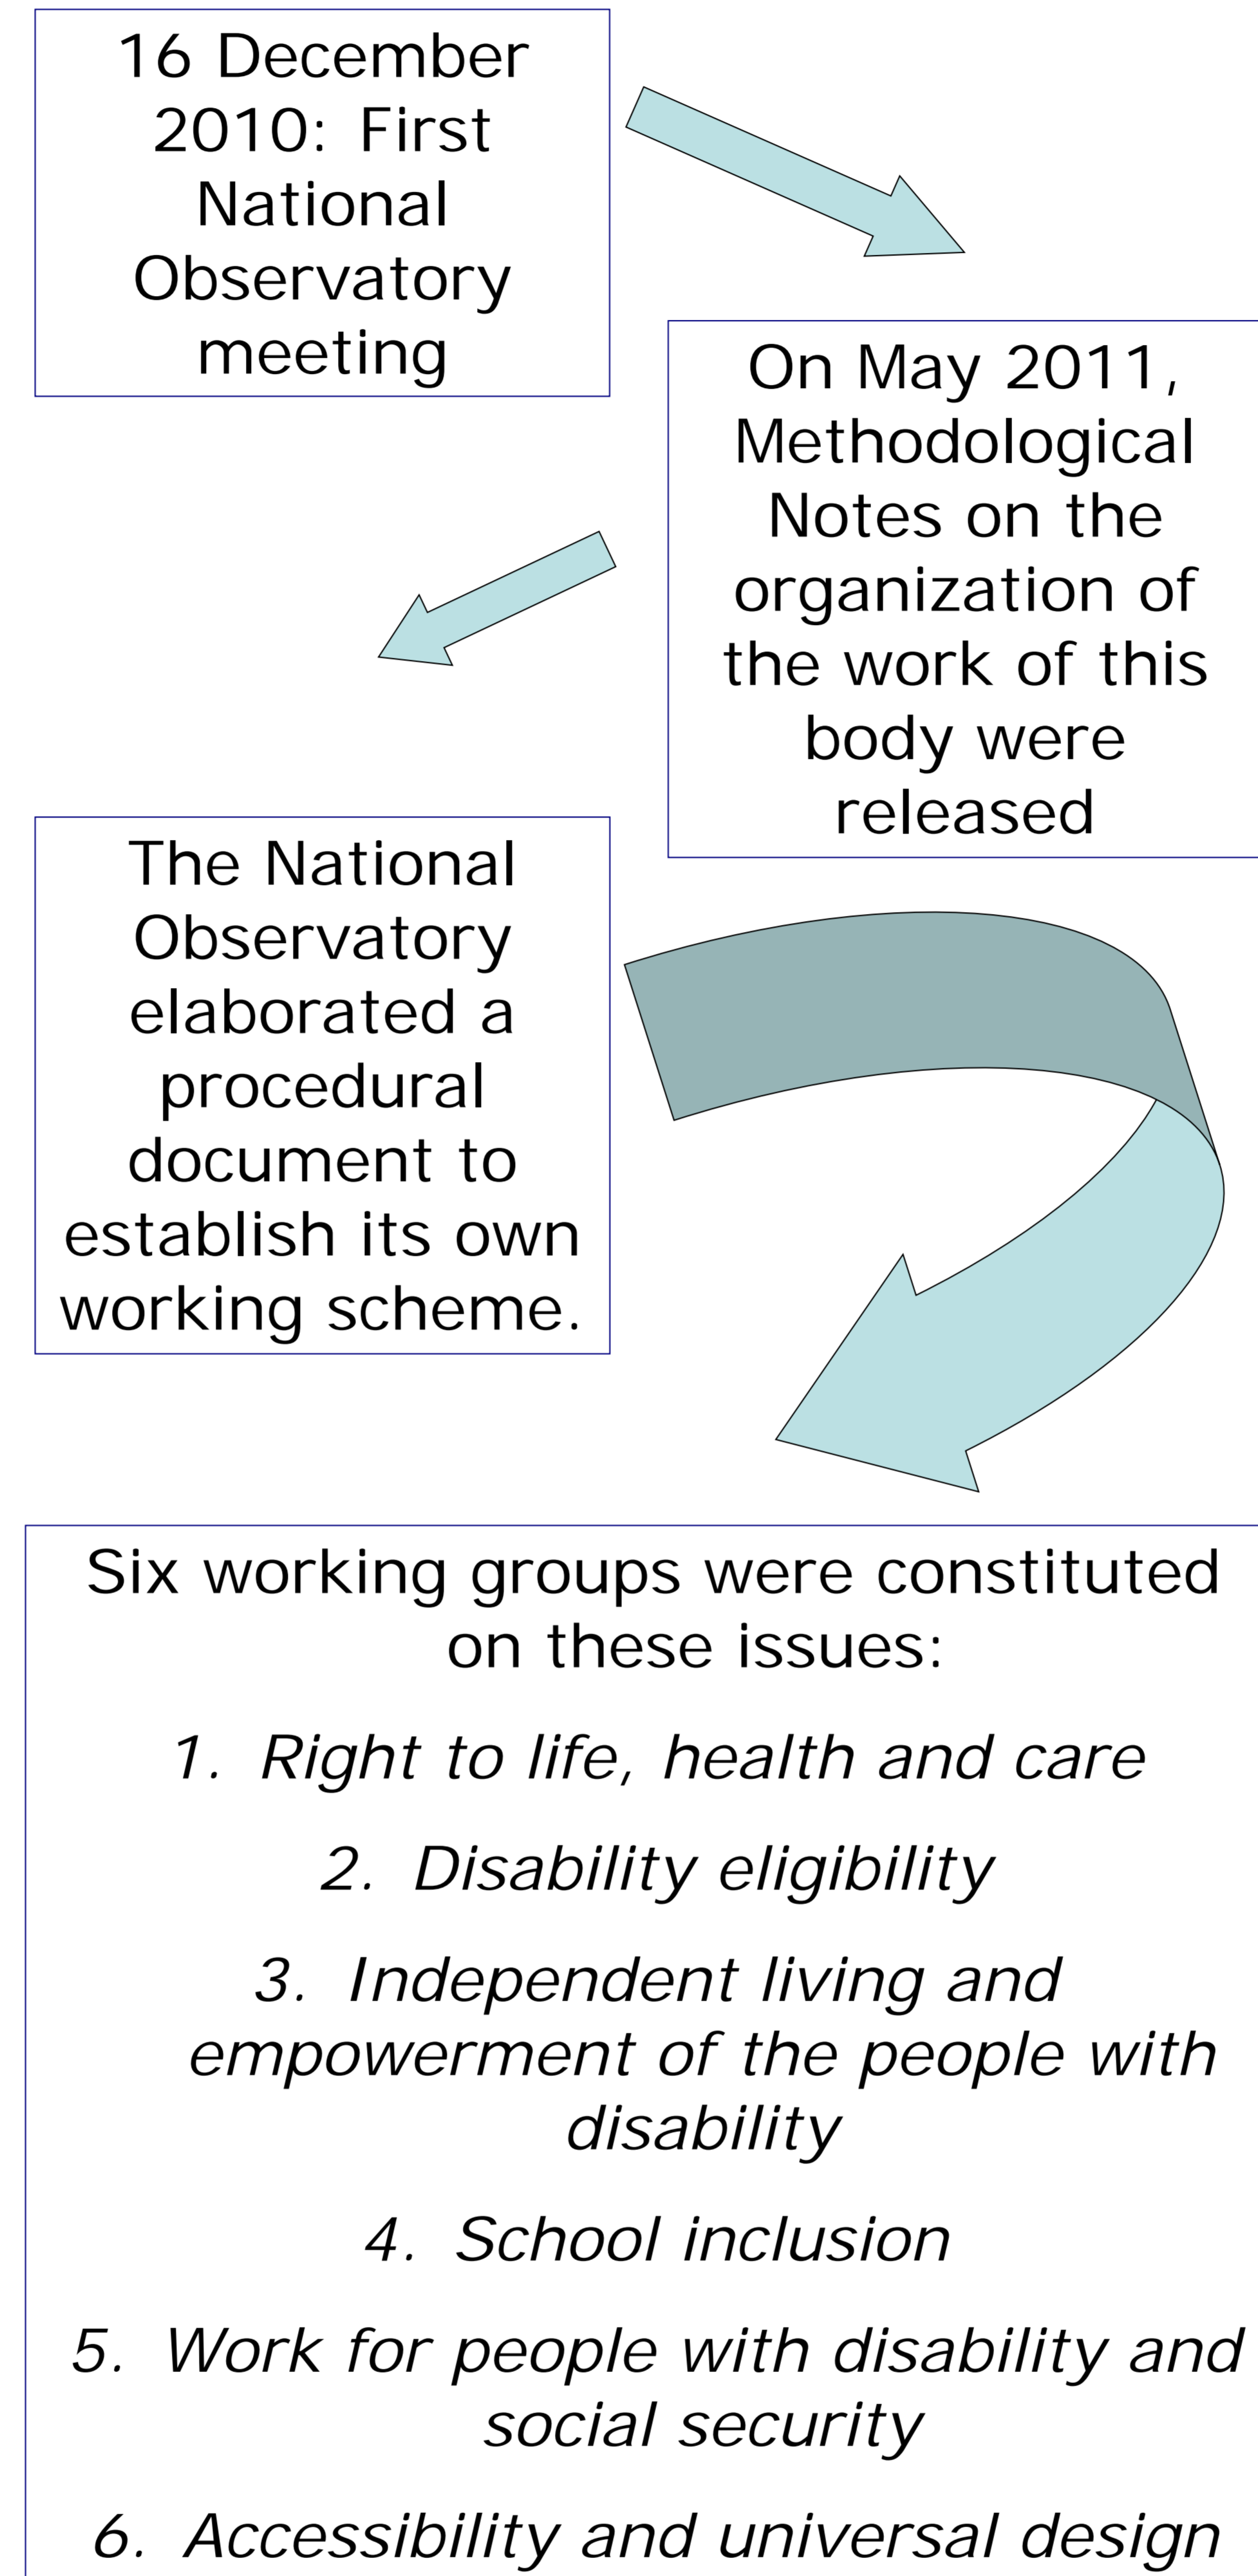 16 December
2010: First
National
Observatory
meeting
On May 2011,
Methodological
Notes on the
organization of
the work of this
body were
released
The National
Observatory
elaborated a
procedural
document to
establish its own
working scheme.
Six working groups were constituted
on these issues:
1. Right to life, health and care
2. Disability eligibility
3. Independent living and
empowerment of the people with
disability
4. School inclusion
5. Work for people with disability and
social security
6. Accessibility and universal design